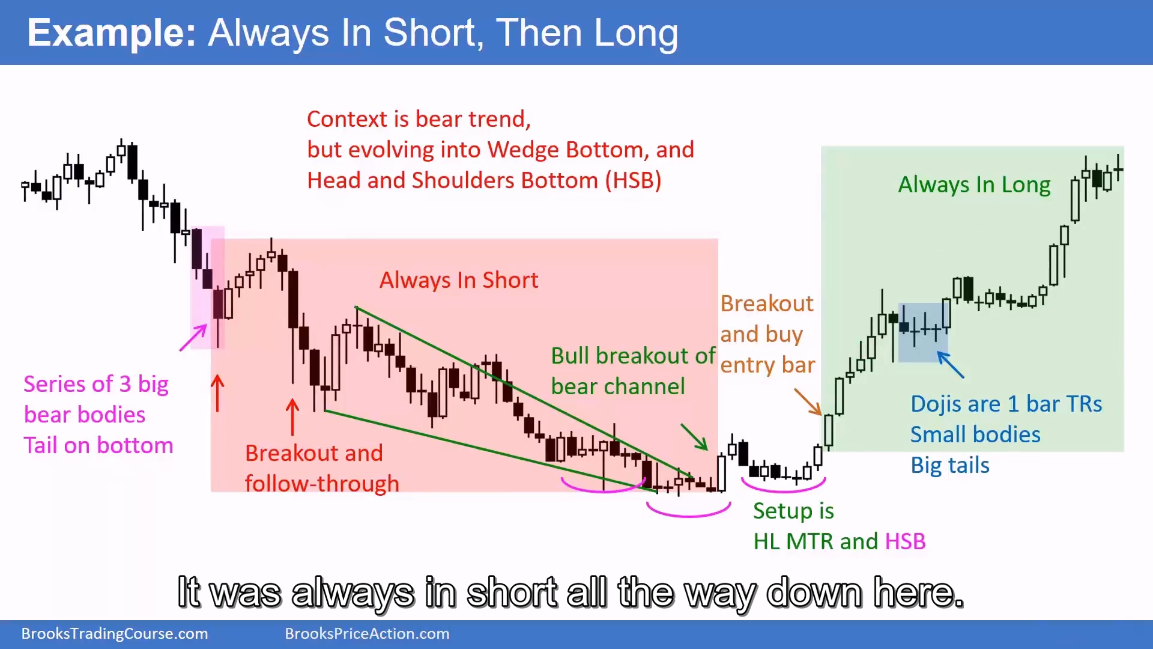 Example: Always In Short, Then Long
Context is bear trend,
but evolving into Wedge Bottom, and
Head and Shoulders Bottom (HSB)
Always In Long
Always In Short
Breakout
and buy
entry bar
Bull breakout of
bear channel
Series of 3 big
bear bodies
Tail on bottom
Breakout and
follow-through
Dojis are 1 bar TRs
Small bodies
Big tails
Setup is
HL MTR and HSB
It was always in short all the way down here.
BrooksTradingCourse.com
BrooksPriceAction.com